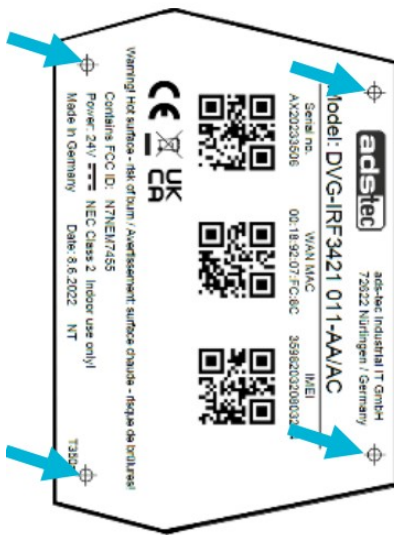 adstec
ads-tec Industrial IT GmbH
72622 Nürtingen / Germany
Model: DVG-IRF3421 011-AA/AC
Serial no. WAN MAC IMEI
AX20233506 00:18:92:07:FC:8C
CE UK CA
Warning! Hot surface - risk of burn / Avertissement: surface chaude - risque de brûlures!
Contains FCC ID: N7NEM7455
Power: 24V NEC Class 2 Indoor use only!
Made in Germany Date: 8.6.2022 NT